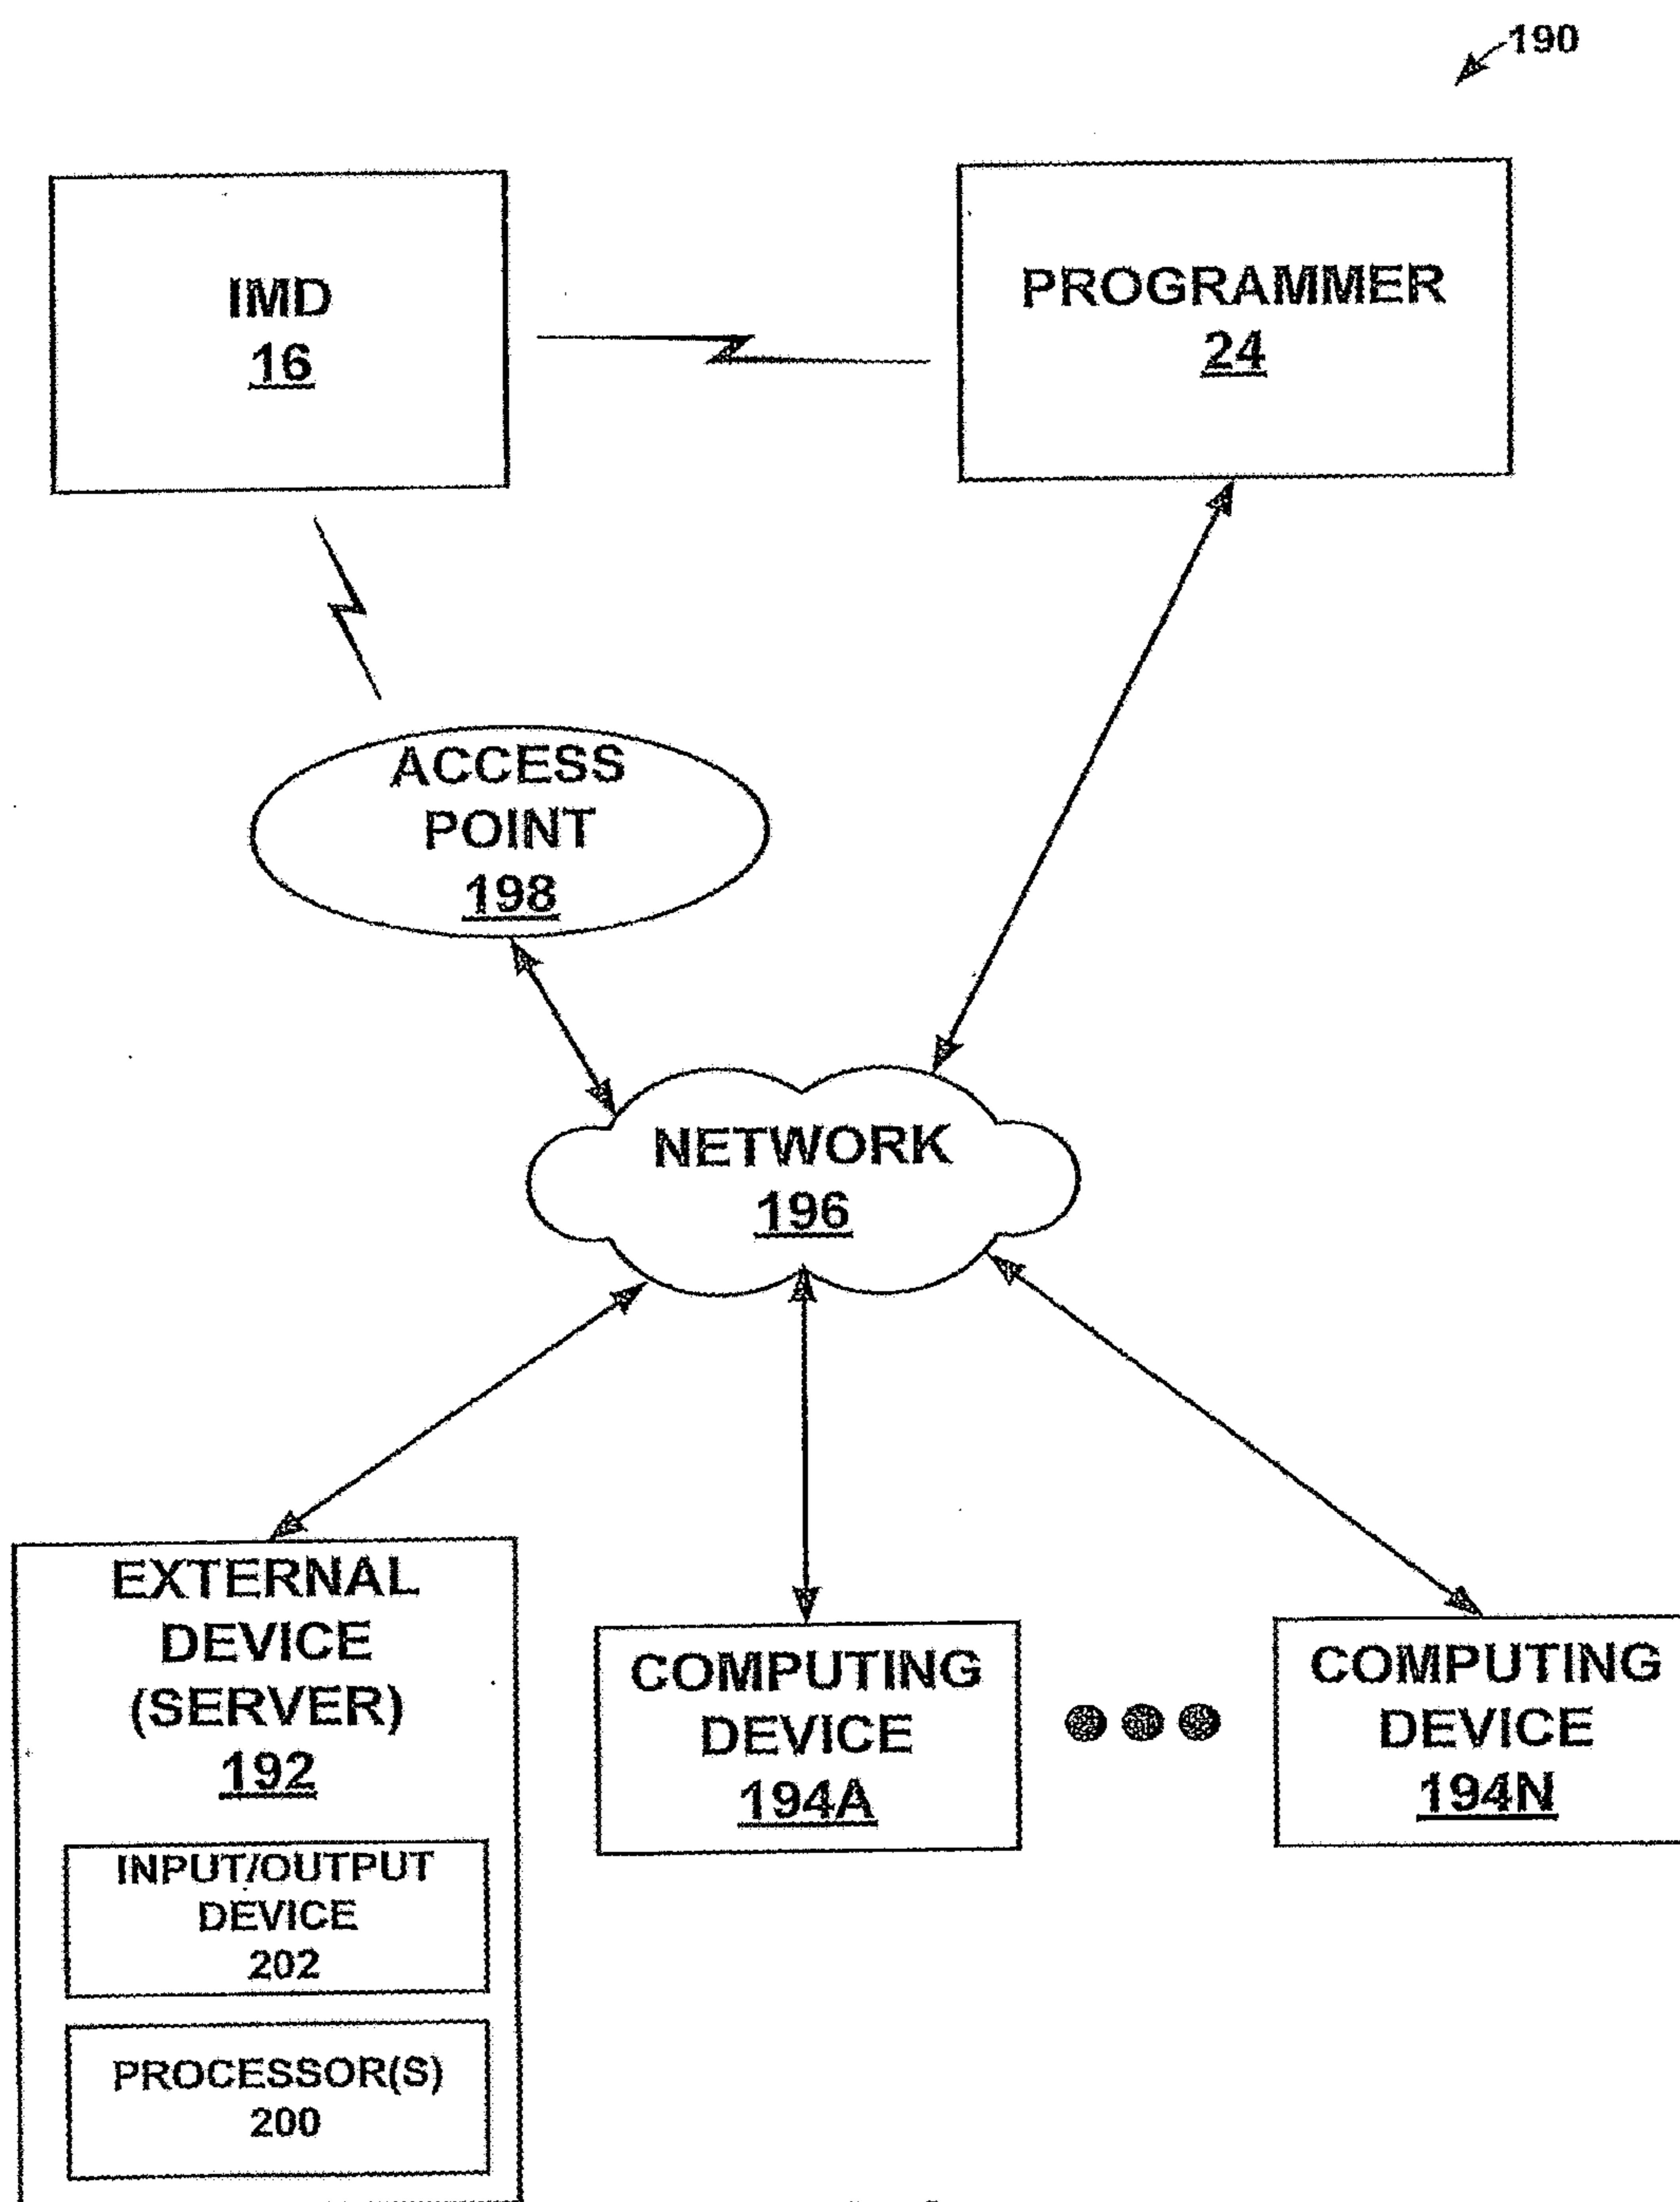 190
IMD
16
PROGRAMMER
24
ACCESS
POINT
198
NETWORK
196
EXTERNAL
DEVICE
(SERVER)
192
INPUT/OUTPUT
DEVICE
202
PROCESSOR(S)
200
COMPUTING
DEVICE
194A
COMPUTING
DEVICE
194N